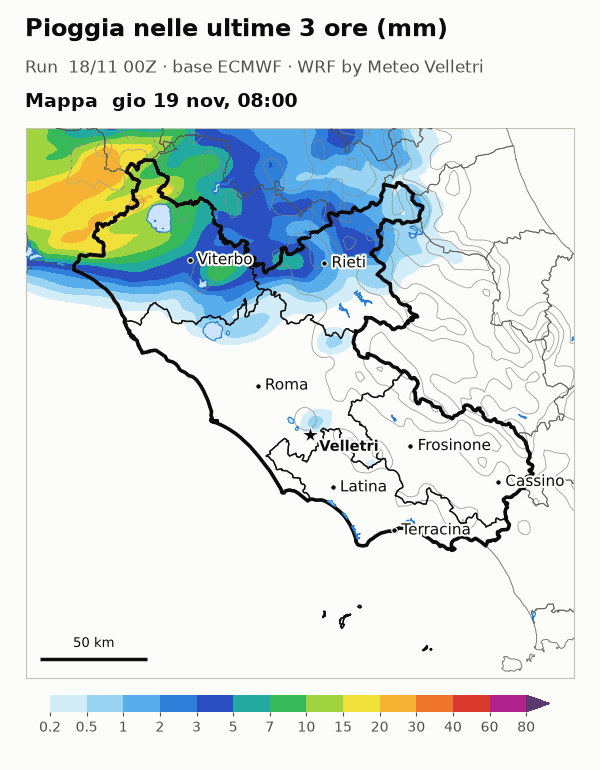 Pioggia nelle ultime 3 ore (mm)
Run  18/11 00Z · base ECMWF · WRF by Meteo Velletri
Mappa  gio 19 nov, 08:00
Viterbo
Rieti
Roma
Velletri
Frosinone
Cassino
Latina
Terracina
50 km
0.2 0.5 1 2 3 5 7 10 15 20 30 40 60 80